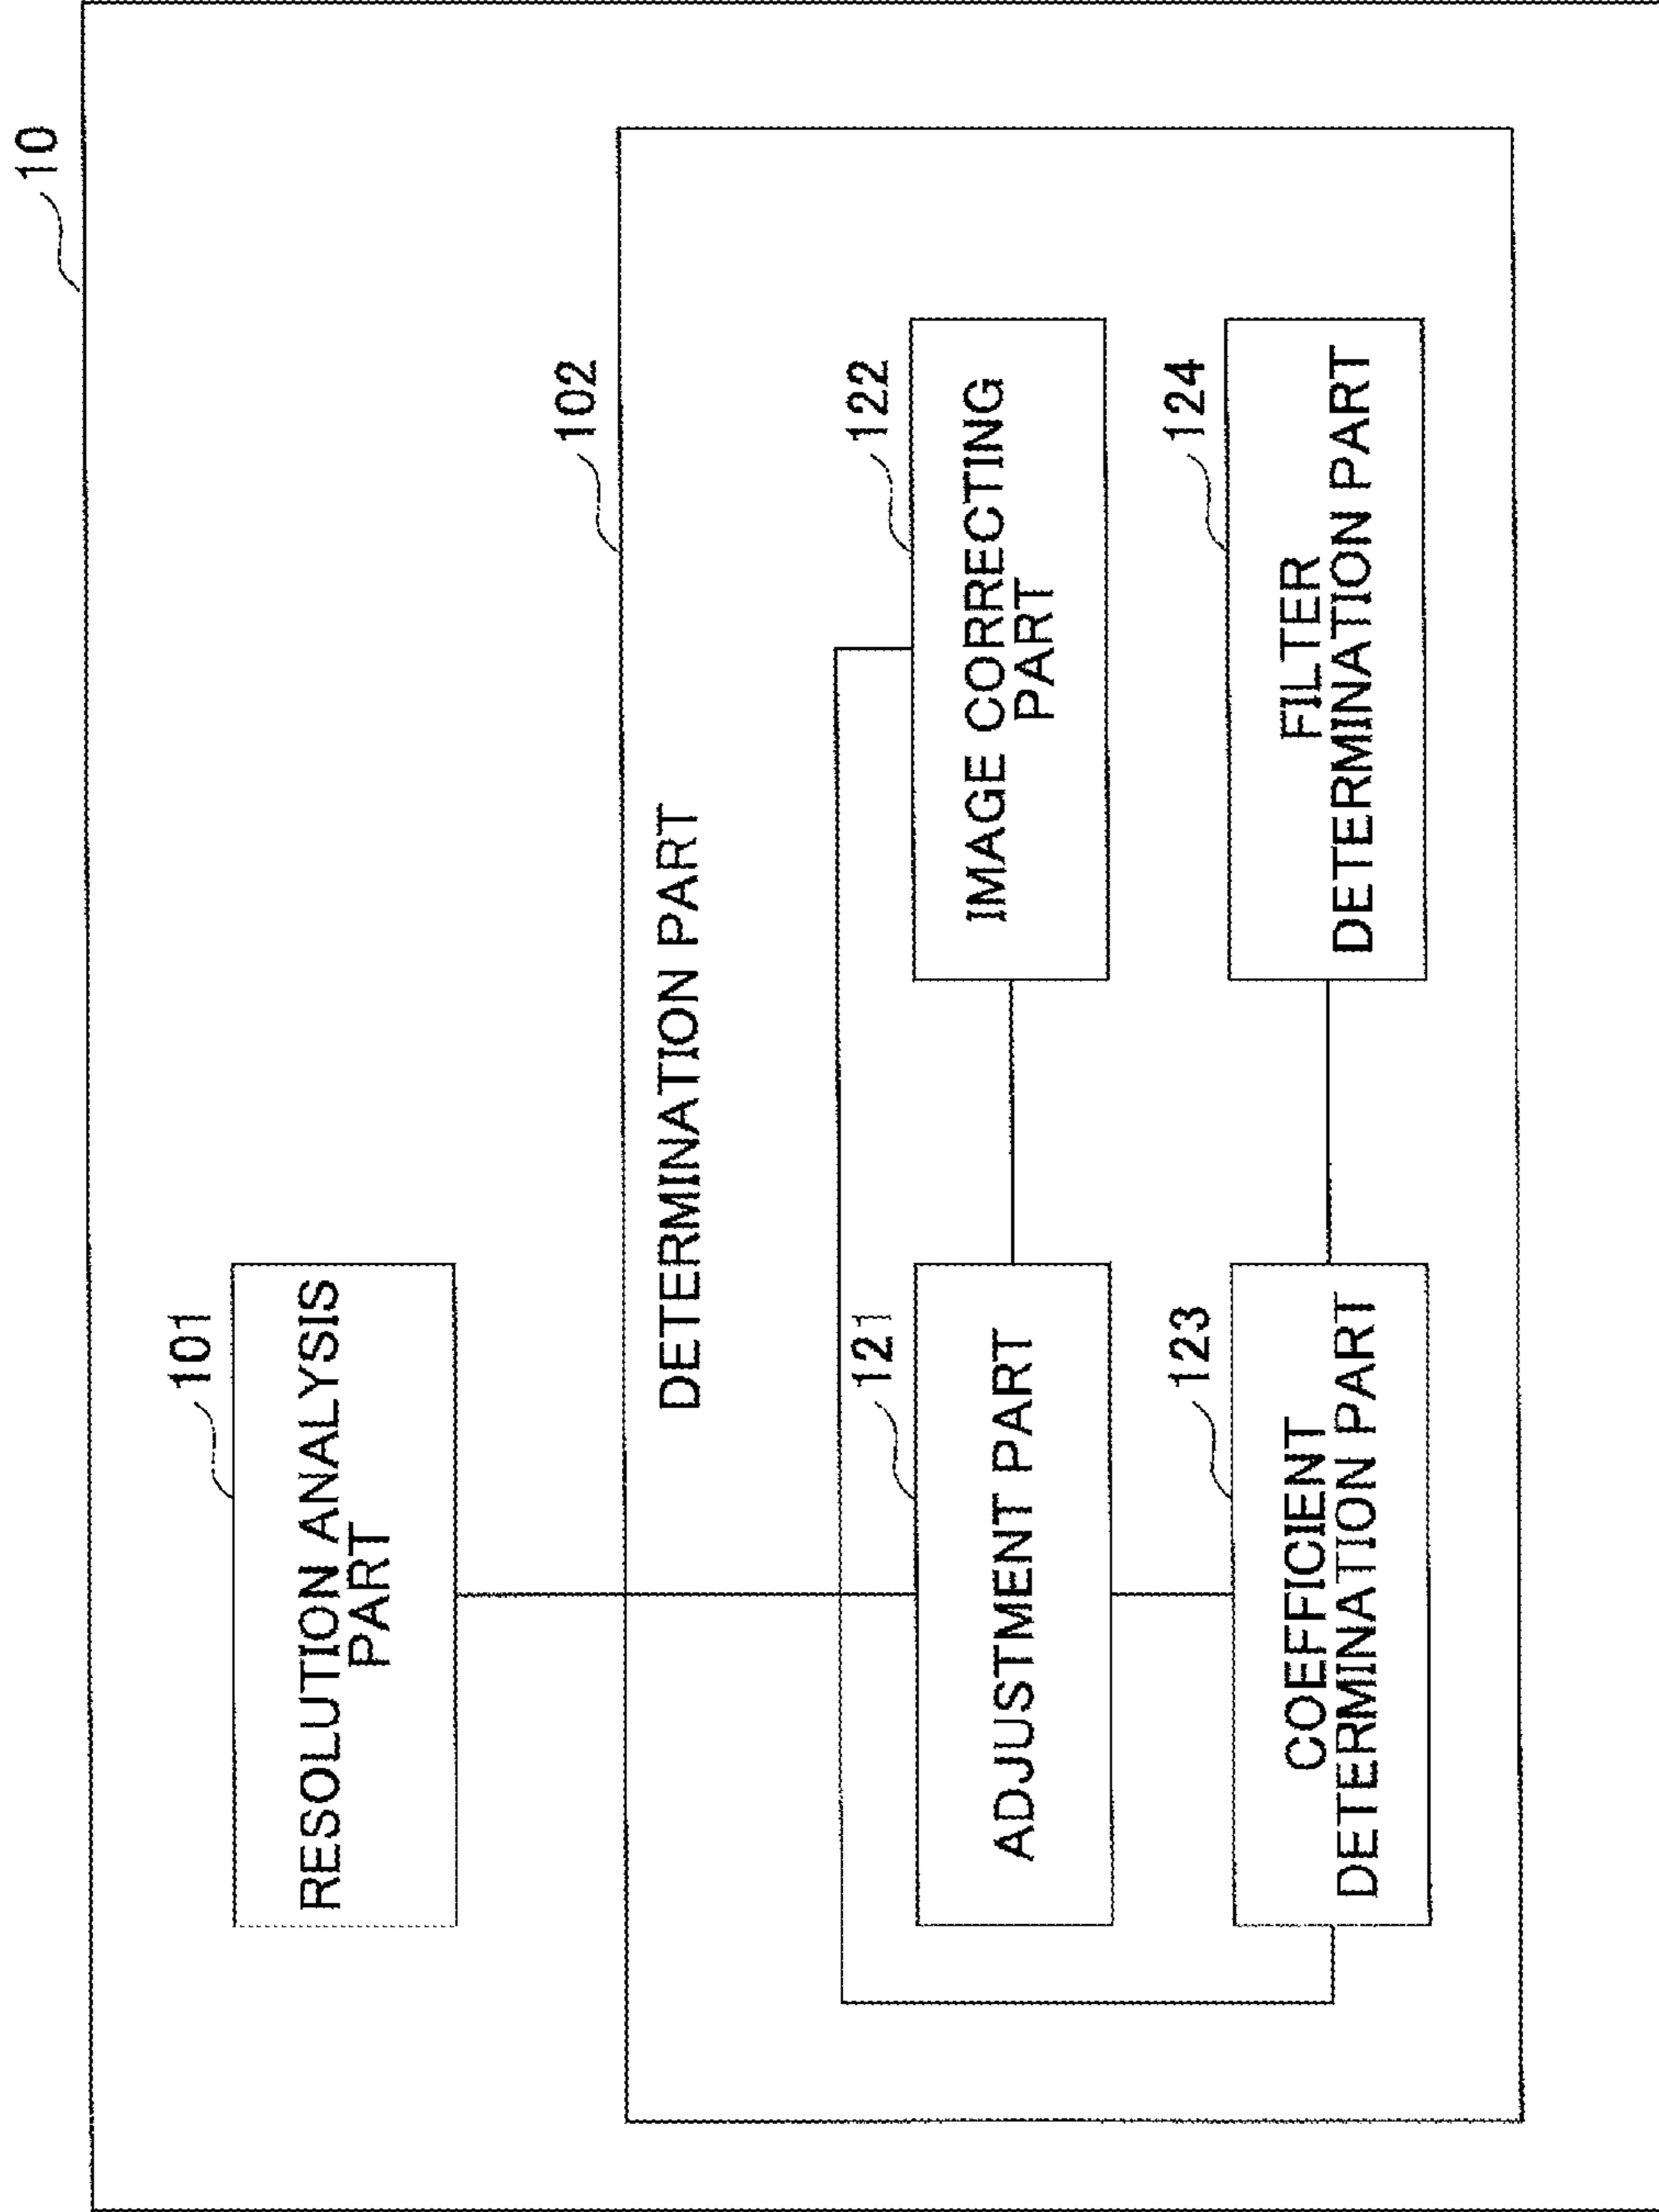 10
101
RESOLUTION ANALYSIS
PART
102
DETERMINATION PART
121
ADJUSTMENT PART
122
IMAGE CORRECTING
PART
123
COEFFICIENT
DETERMINATION PART
124
FILTER
DETERMINATION PART